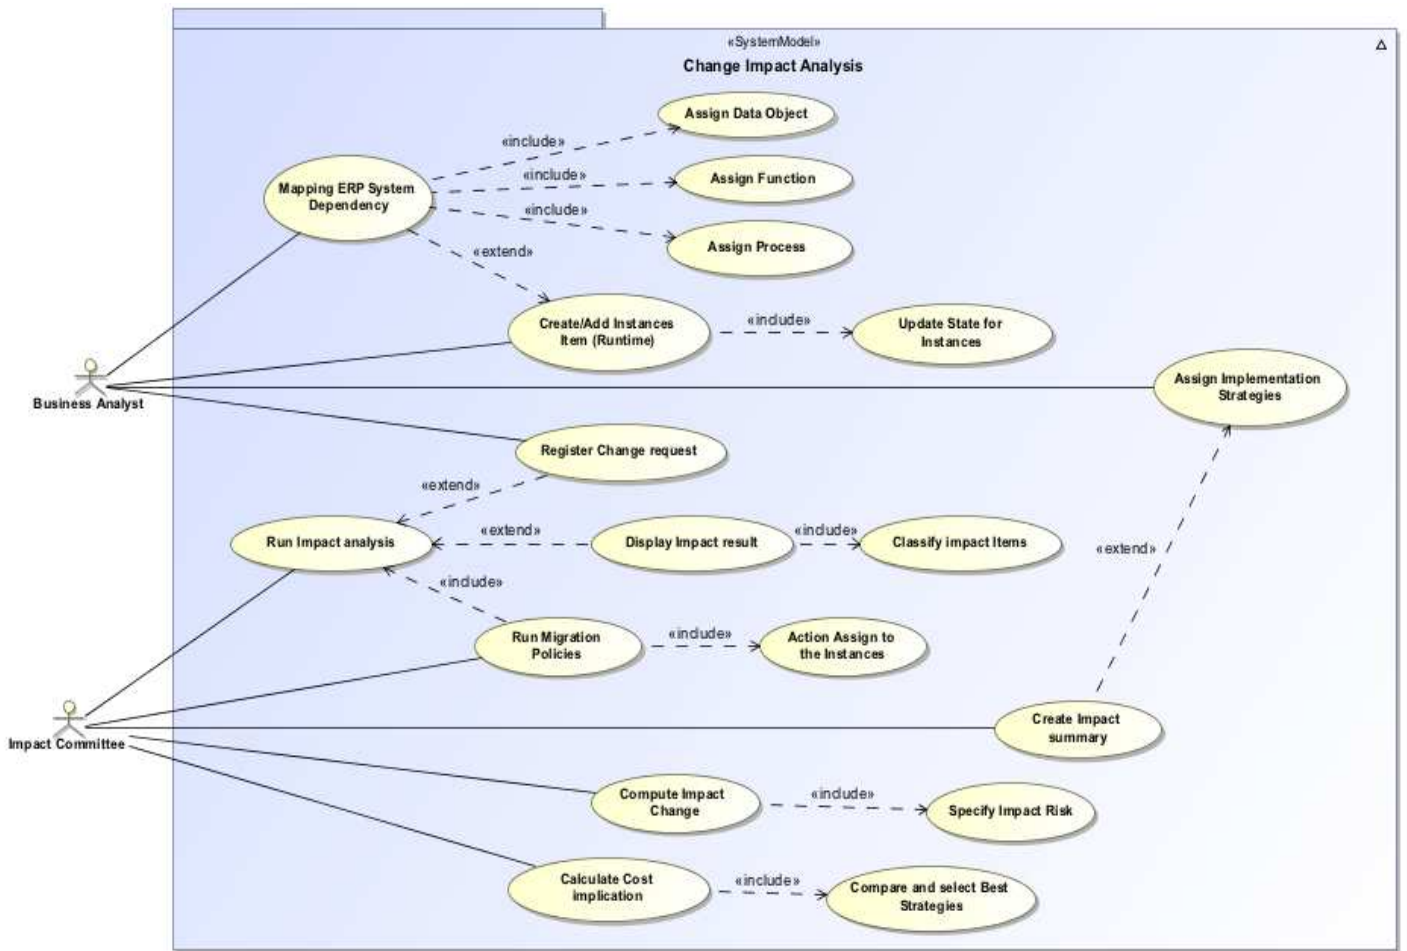 «SystemModel»
Change Impact Analysis
Assign Data Object
«include»
Mapping ERP System
Dependency
«include»
Assign Function
«include»
Assign Process
«extend»
Create/Add Instances
Item (Runtime)
«include»
Update State for
Instances
Business Analyst
Assign Implementation
Strategies
Register Change request
«extend»
Run Impact analysis
«extend»
Display Impact result
«include»
Classify impact Items
«extend»
«include»
Run Migration
Policies
«include»
Action Assign to
the Instances
Impact Committee
Create Impact
summary
Compute Impact
Change
«include»
Specify Impact Risk
Calculate Cost
implication
«include»
Compare and select Best
Strategies